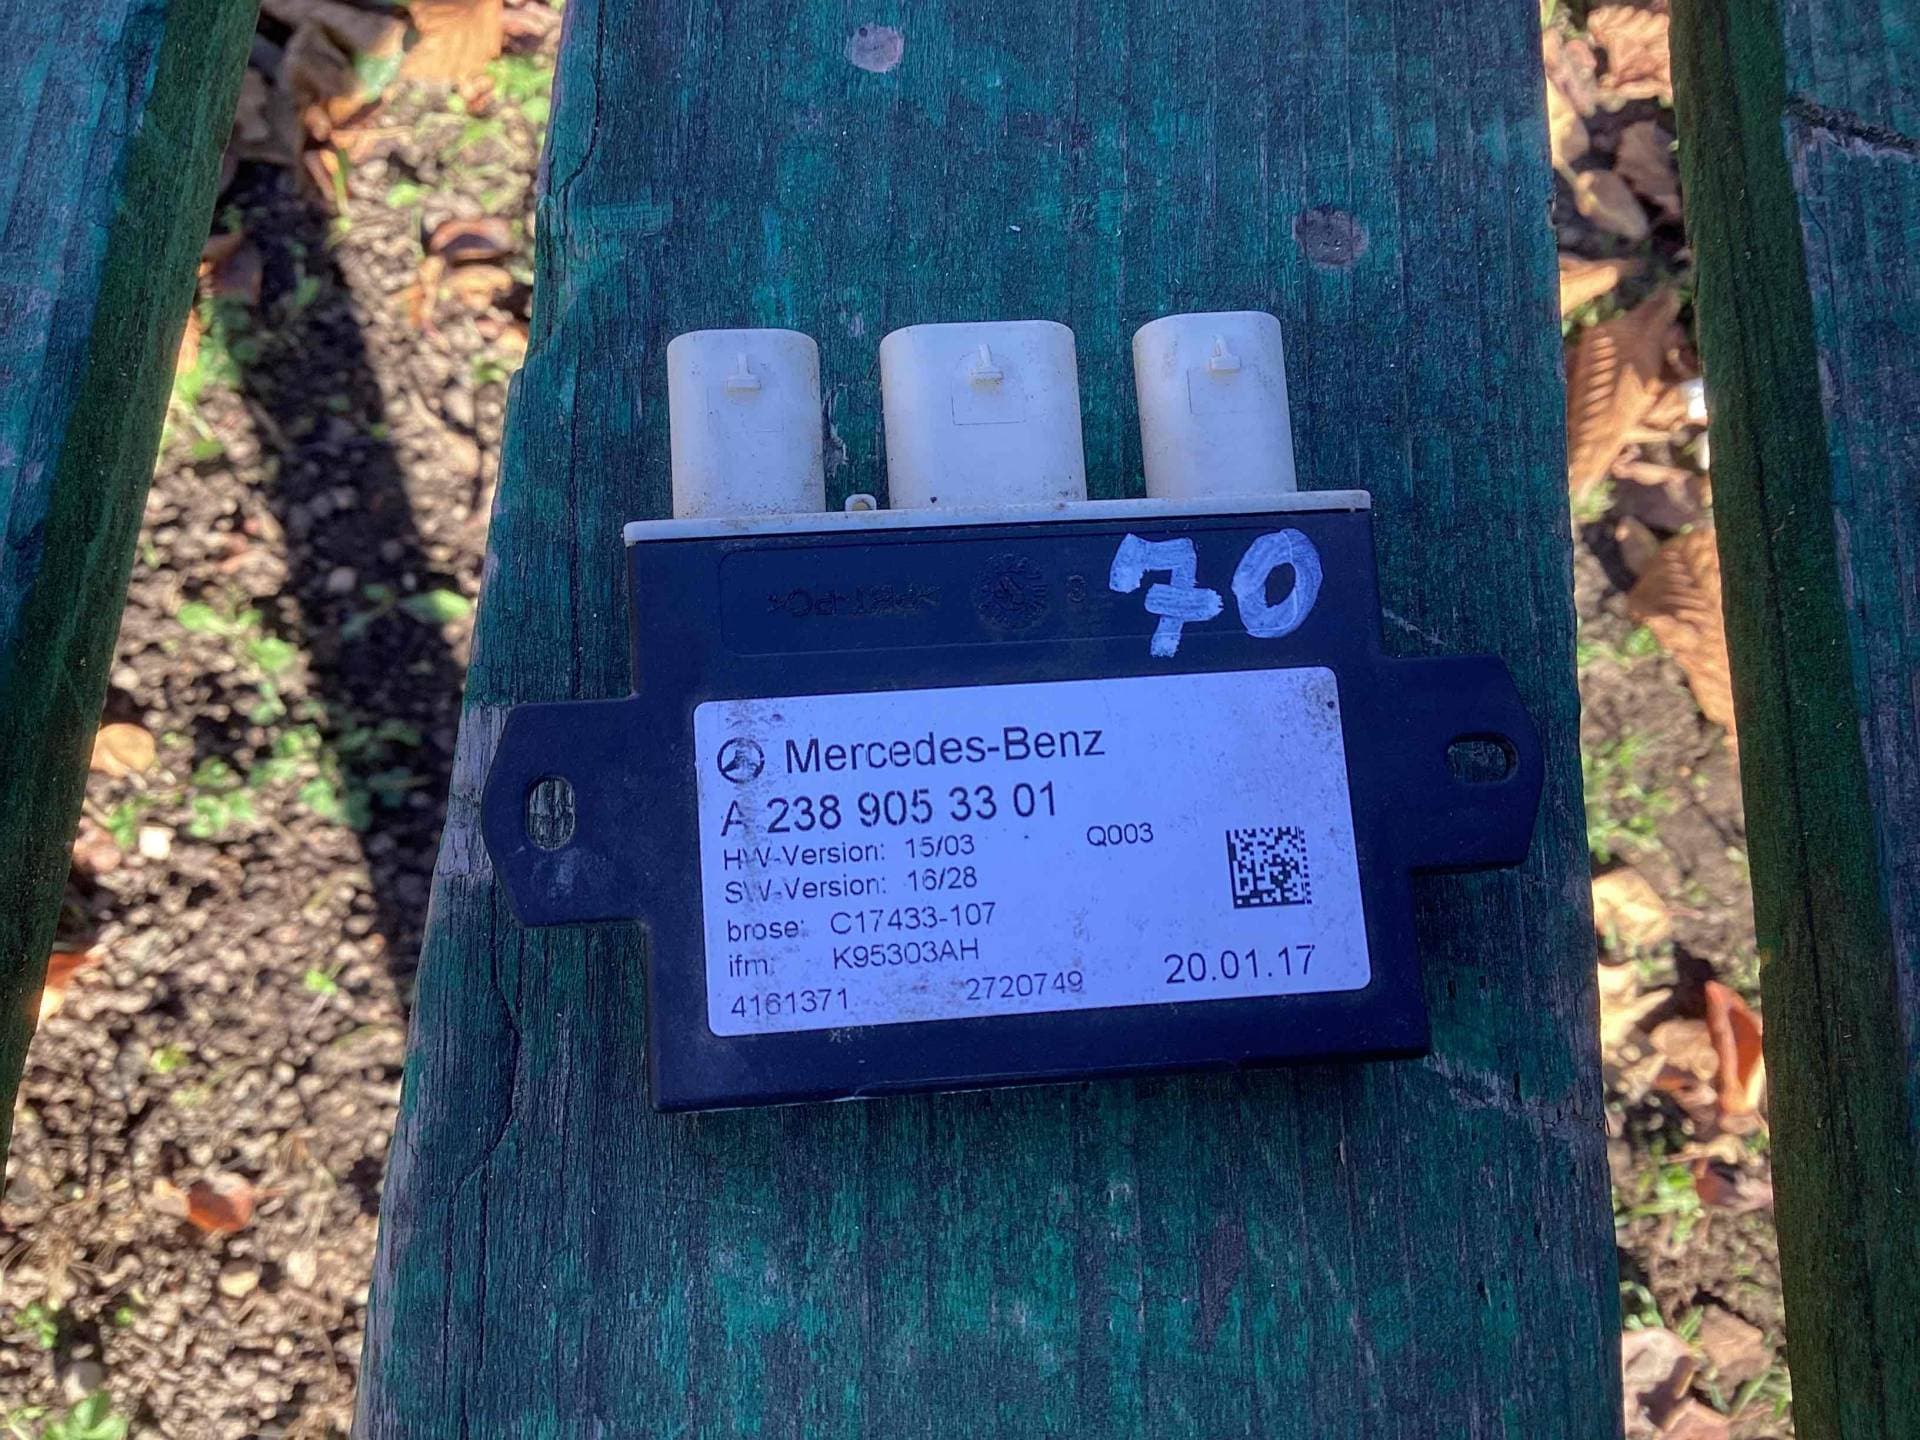 70
Mercedes-Benz
A 238 905 33 01
HW-Version: 15/03 Q003
SW-Version: 16/28
brose: C17433-107
ifm: K95303AH
4161371 2720749 20.01.17